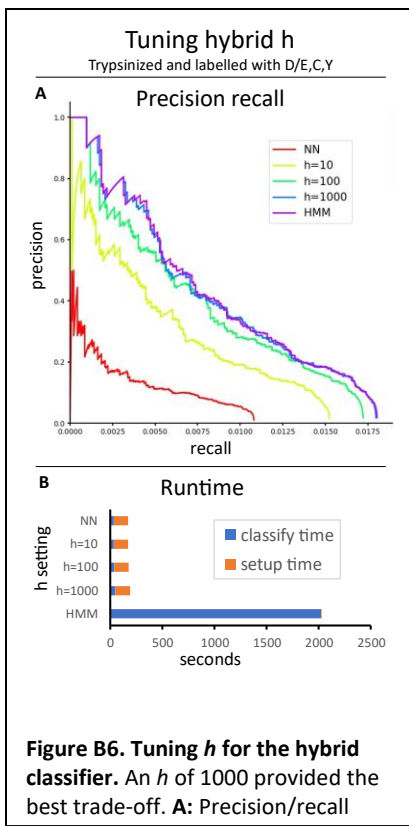 Tuning hybrid h
Trypsinized and labelled with D/E,C,Y
A
Precision recall
1.0
0.8
0.6
0.4
0.2
0.0
precision
NN
h=10
h=100
h=1000
HMM
0.0000 0.0025 0.0050 0.0075 0.0100 0.0125 0.0150 0.0175
recall
B
Runtime
h setting
NN
h=10
h=100
h=1000
HMM
classify time
setup time
0 500 1000 1500 2000 2500
seconds
Figure B6. Tuning h for the hybrid
classifier. An h of 1000 provided the
best trade-off. A: Precision/recall